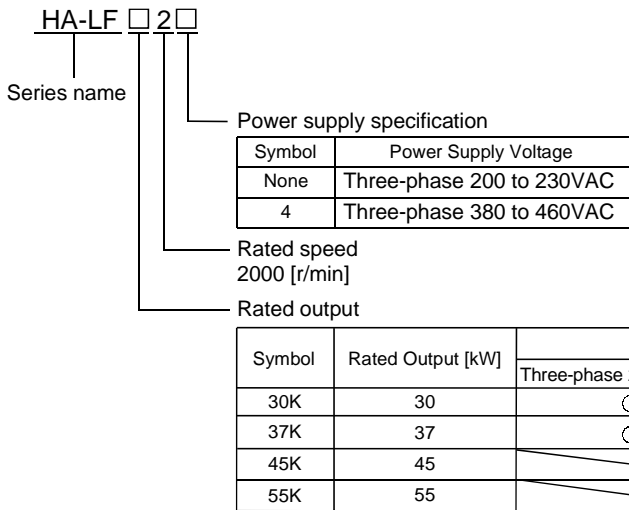 HA-LF □ 2 □
Series name
Power supply specification
Symbol Power Supply Voltage
None Three-phase 200 to 230VAC
4 Three-phase 380 to 460VAC
Rated speed
2000 [r/min]
Rated output
Symbol Rated Output [kW]
Three-phase
30K 30
37K 37
45K 45
55K 55